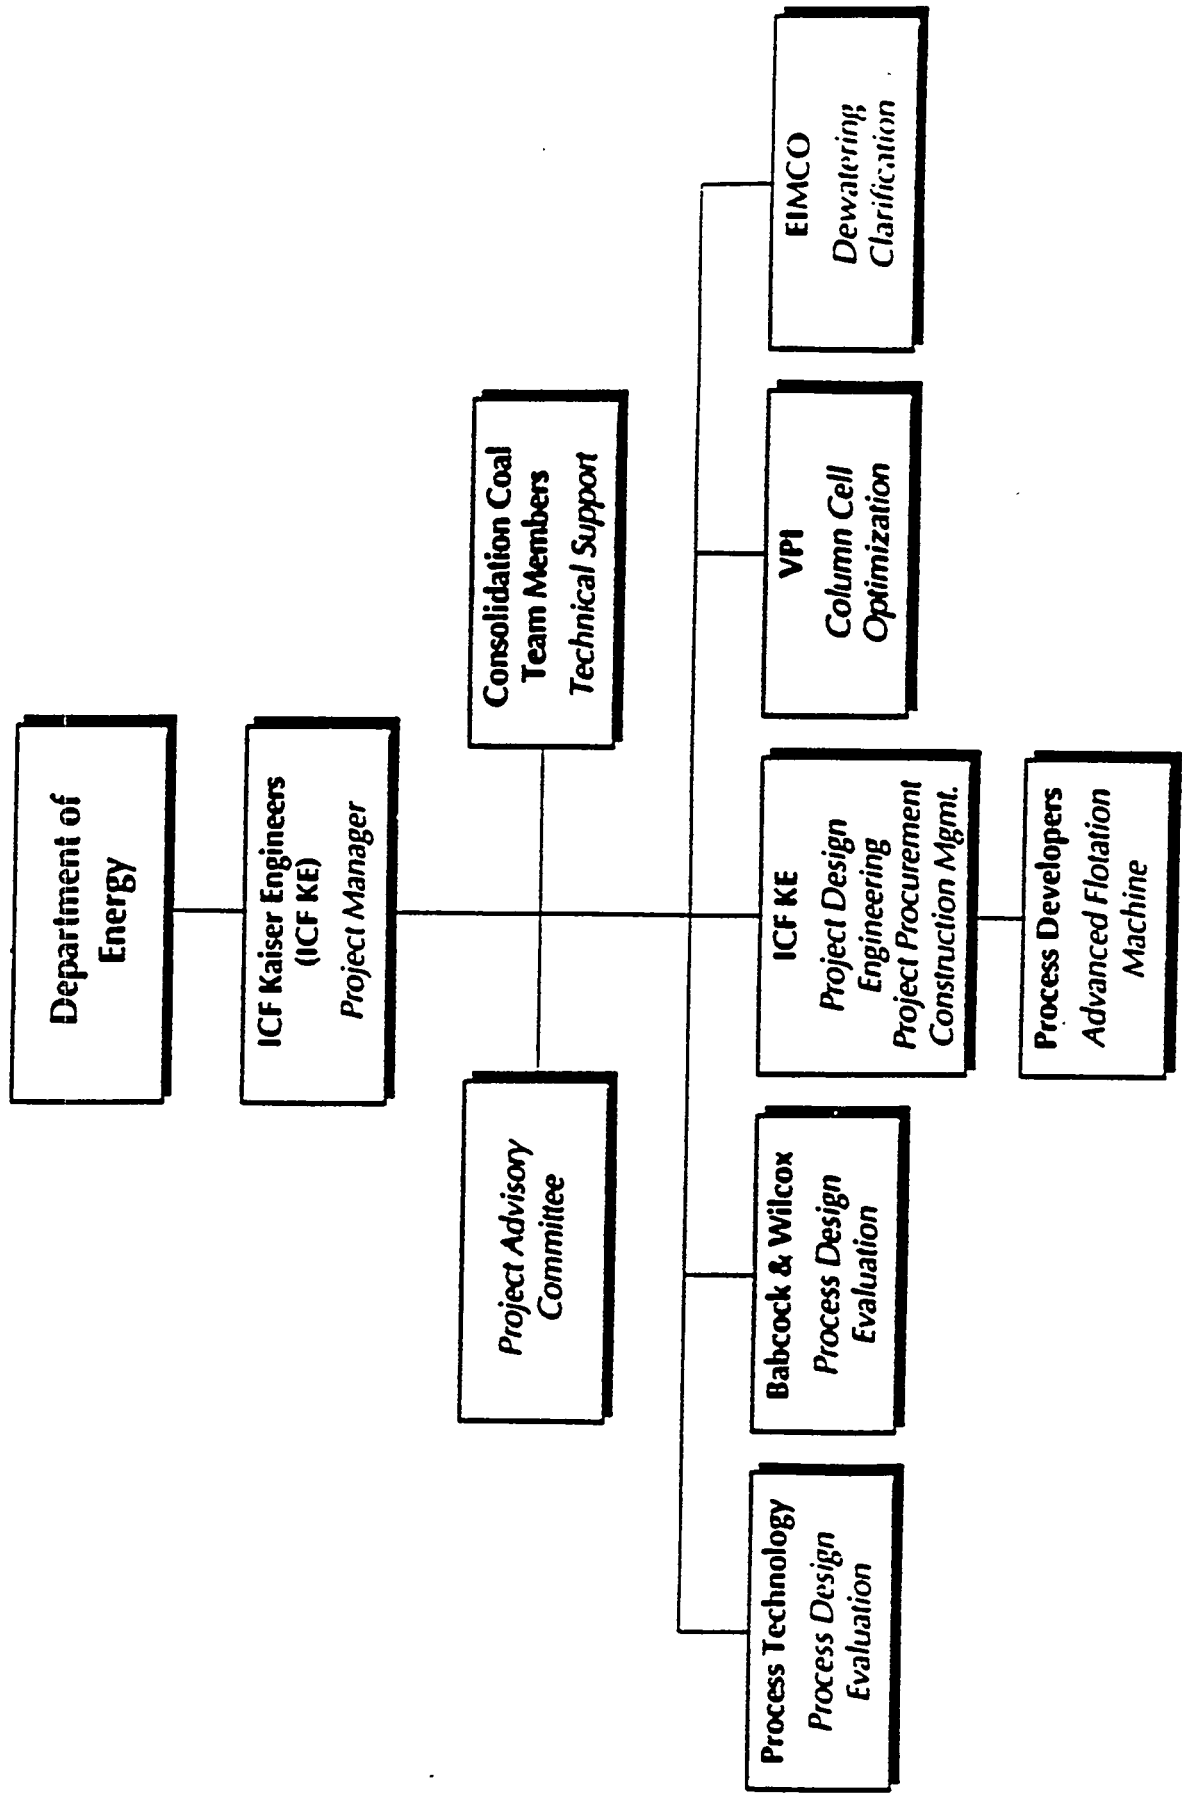 Department of
Energy
ICF Kaiser Engineers
(ICF KE)
Project Manager
Project Advisory
Committee
Consolidation Coal
Team Members
Technical Support
Process Technology
Process Design
Evaluation
Babcock & Wilcox
Process Design
Evaluation
ICF KE
Project Design
Engineering
Project Procurement
Construction Mgmt.
VPI
Column Cell
Optimization
EIMCO
Dewatering
Clarification
Process Developers
Advanced Flotation
Machine